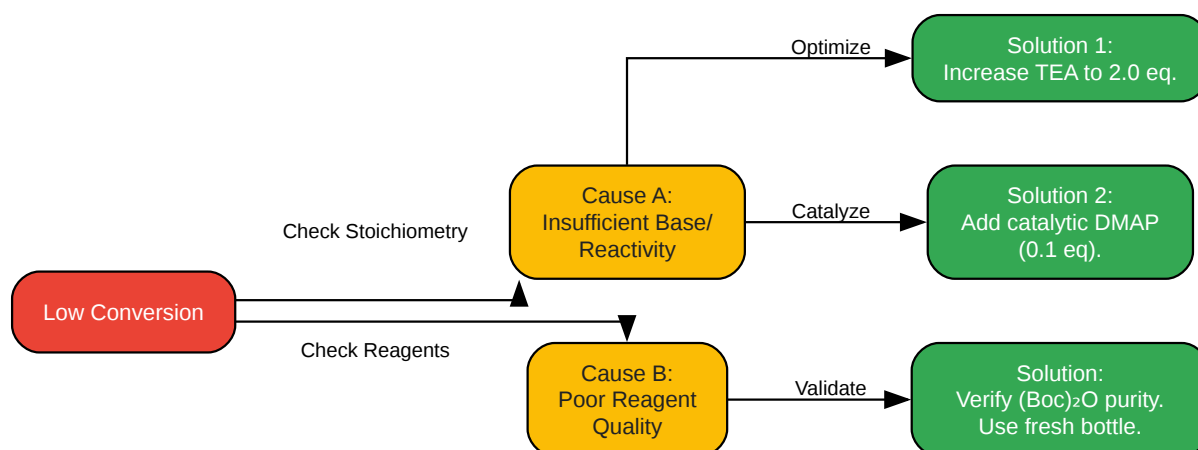 Optimize
Solution 1:
Increase TEA to 2.0 eq.
Check Stoichiometry
Cause A:
Insufficient Base/
Reactivity
Catalyze
Solution 2:
Add catalytic DMAP
(0.1 eq).
Low Conversion
Check Reagents
Cause B:
Poor Reagent
Quality
Validate
Solution:
Verify (Boc)₂O purity.
Use fresh bottle.